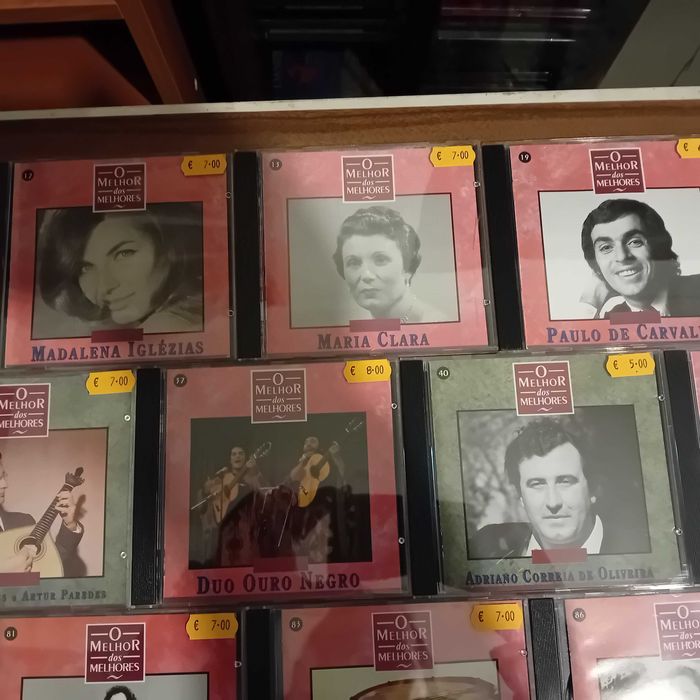 17
O
MELHOR
dos
MELHORES
€ 7.00
MADALENA IGLÉZIAS
13
O
MELHOR
dos
MELHORES
€ 7.00
MARIA CLARA
19
O
MELHOR
dos
MELHORES
€
PAULO DE CARVAL
O
MELHOR
dos
MELHORES
€ 7.00
S e ARTUR PAREDES
37
O
MELHOR
dos
MELHORES
€ 8.00
DUO OURO NEGRO
40
O
MELHOR
dos
MELHORES
€ 5.00
ADRIANO CORREIA DE OLIVEIRA
81
O
MELHOR
dos
MELHORES
€ 7.00
83
O
MELHOR
dos
MELHORES
€ 7.00
86
O
MELHOR
dos
MELHORES